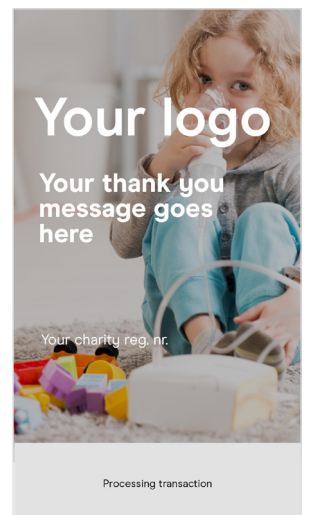 Your logo
Your thank you
message goes
here
Your charity reg. nr.
Processing transaction